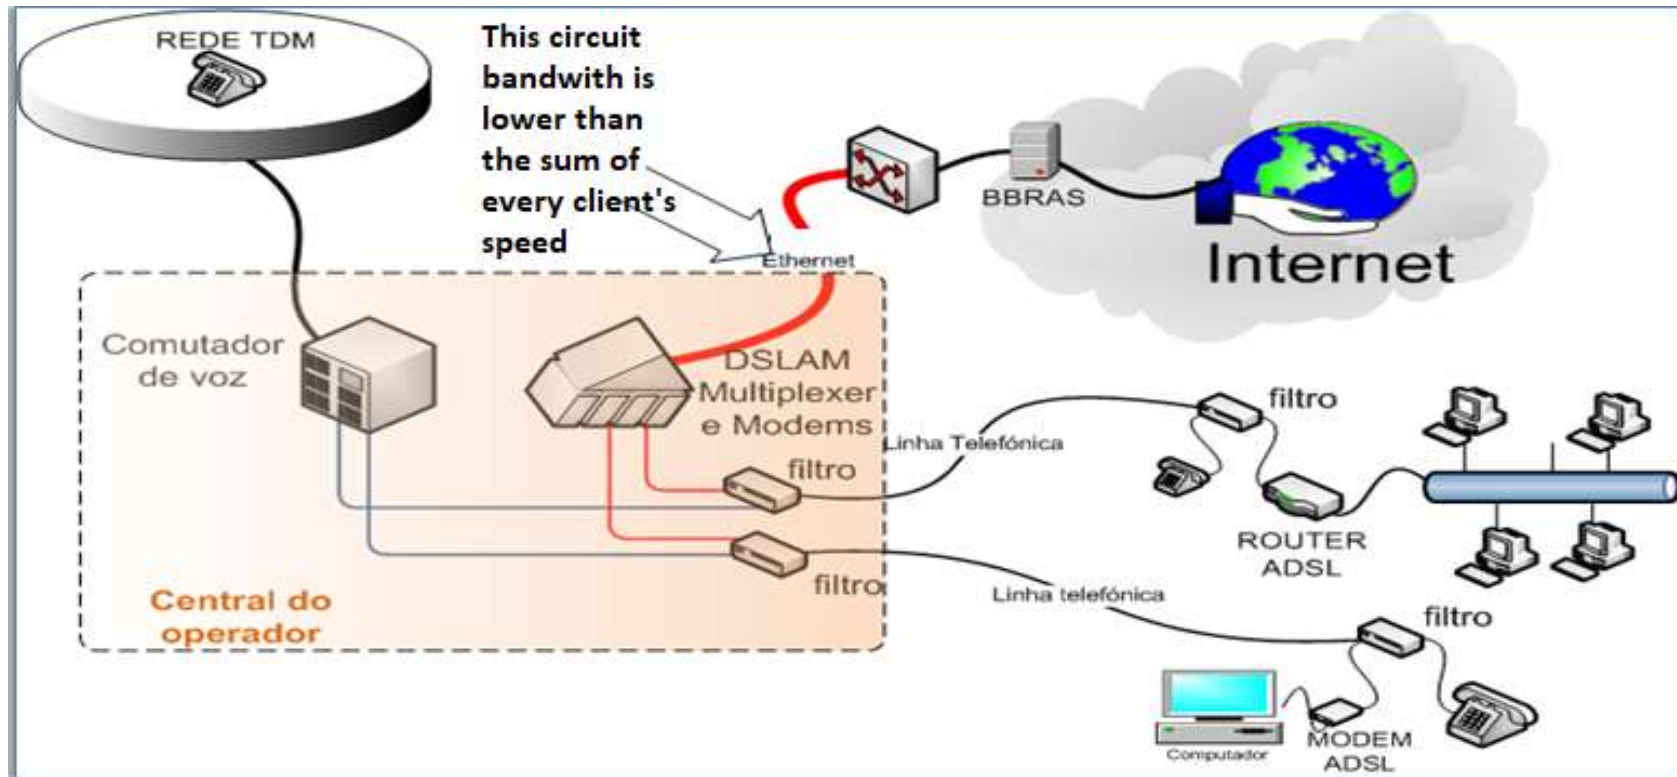 REDE TDM
This circuit
bandwith is
lower than
the sum of
every client's
speed
Ethernet
BBRAS
Internet
Comutador
de voz
DSLAM
Multiplexer
e Modems
filtro
Linha Telefónica
filtro
ROUTER
ADSL
filtro
Linha telefónica
filtro
Central do
operador
Computador
MODEM
ADSL